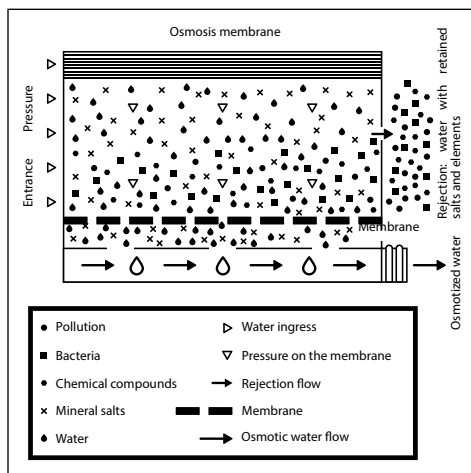 Osmosis membrane
Pressure
Entrance
Rejection: water with retained
salts and elements
Membrane
Osmotized water
Pollution
Bacteria
Chemical compounds
Mineral salts
Water
Water ingress
Pressure on the membrane
Rejection flow
Membrane
Osmotic water flow